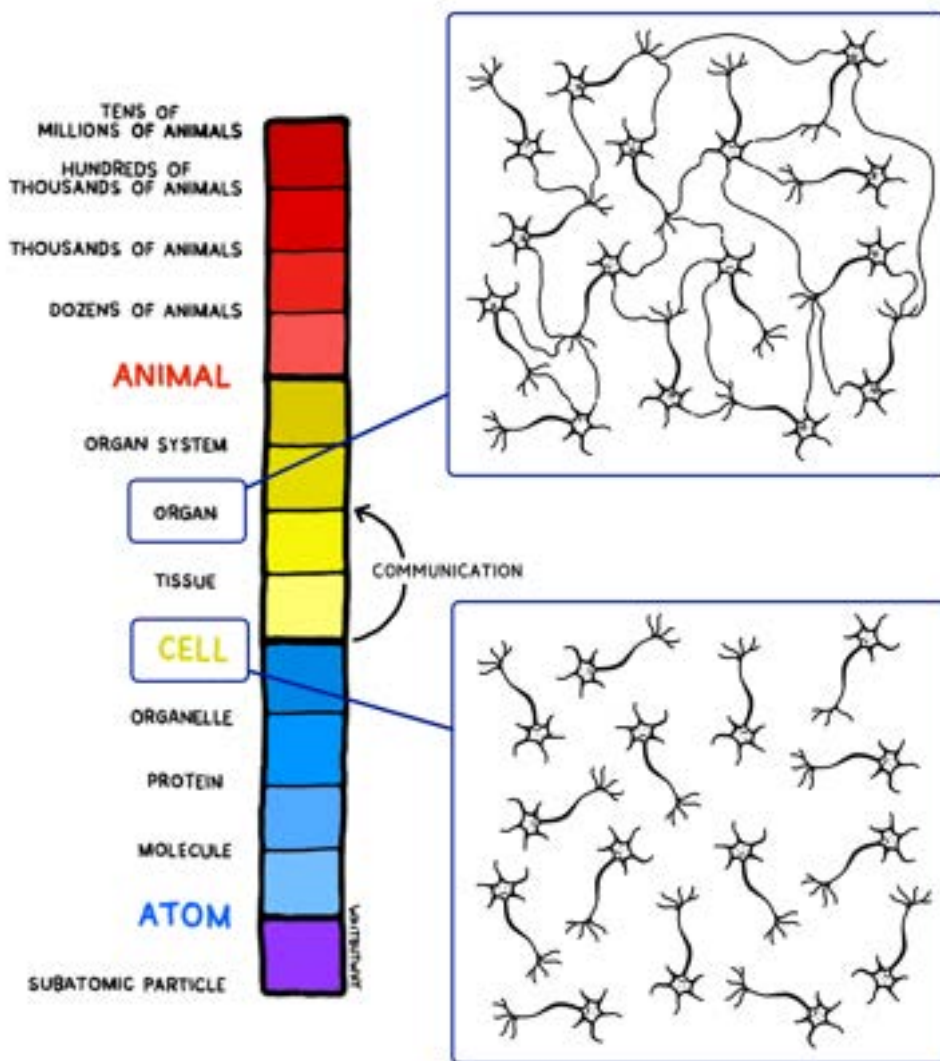 TENS OF
MILLIONS OF ANIMALS
HUNDREDS OF
THOUSANDS OF ANIMALS
THOUSANDS OF ANIMALS
DOZENS OF ANIMALS
ANIMAL
ORGAN SYSTEM
ORGAN
COMMUNICATION
TISSUE
CELL
ORGANELLE
PROTEIN
MOLECULE
ATOM
WAITBUTWHY
SUBATOMIC PARTICLE